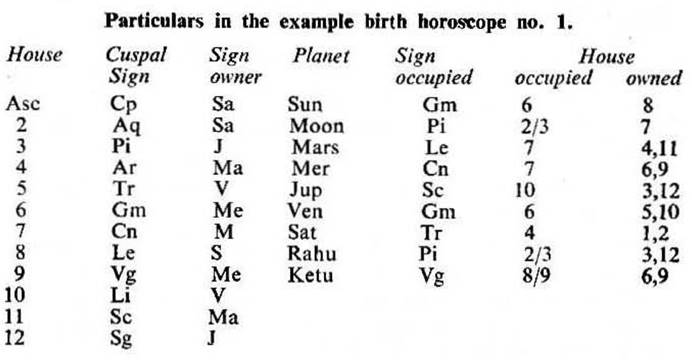 Particulars in the example birth horoscope no. 1.
House Cuspal Sign Planet Sign House
Sign owner occupied occupied owned
Asc Cp Sa Sun Gm 6 8
2 Aq Sa Moon Pi 2/3 7
3 Pi J Mars Le 7 4,11
4 Ar Ma Mer Cn 7 6,9
5 Tr V Jup Sc 10 3,12
6 Gm Me Ven Gm 6 5,10
7 Cn M Sat Tr 4 1,2
8 Le S Rahu Pi 2/3 3,12
9 Vg Me Ketu Vg 8/9 6,9
10 Li V
11 Sc Ma
12 Sg J